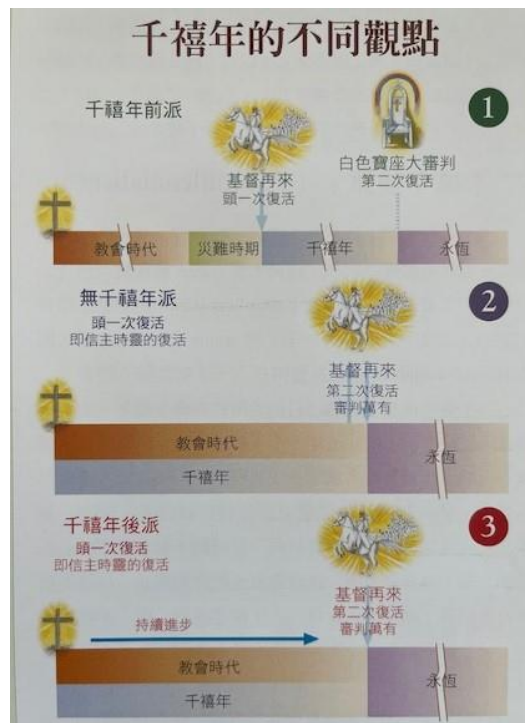 千禧年的不同觀點
1
千禧年前派
基督再來
頭一次復活
白色寶座大審判
第二次復活
教會時代
災難時期
千禧年
永恆
2
無千禧年派
頭一次復活
即信主時靈的復活
基督再來
第二次復活
審判萬有
教會時代
千禧年
永恆
3
千禧年後派
頭一次復活
即信主時靈的復活
基督再來
第二次復活
審判萬有
持續進步
教會時代
千禧年
永恆